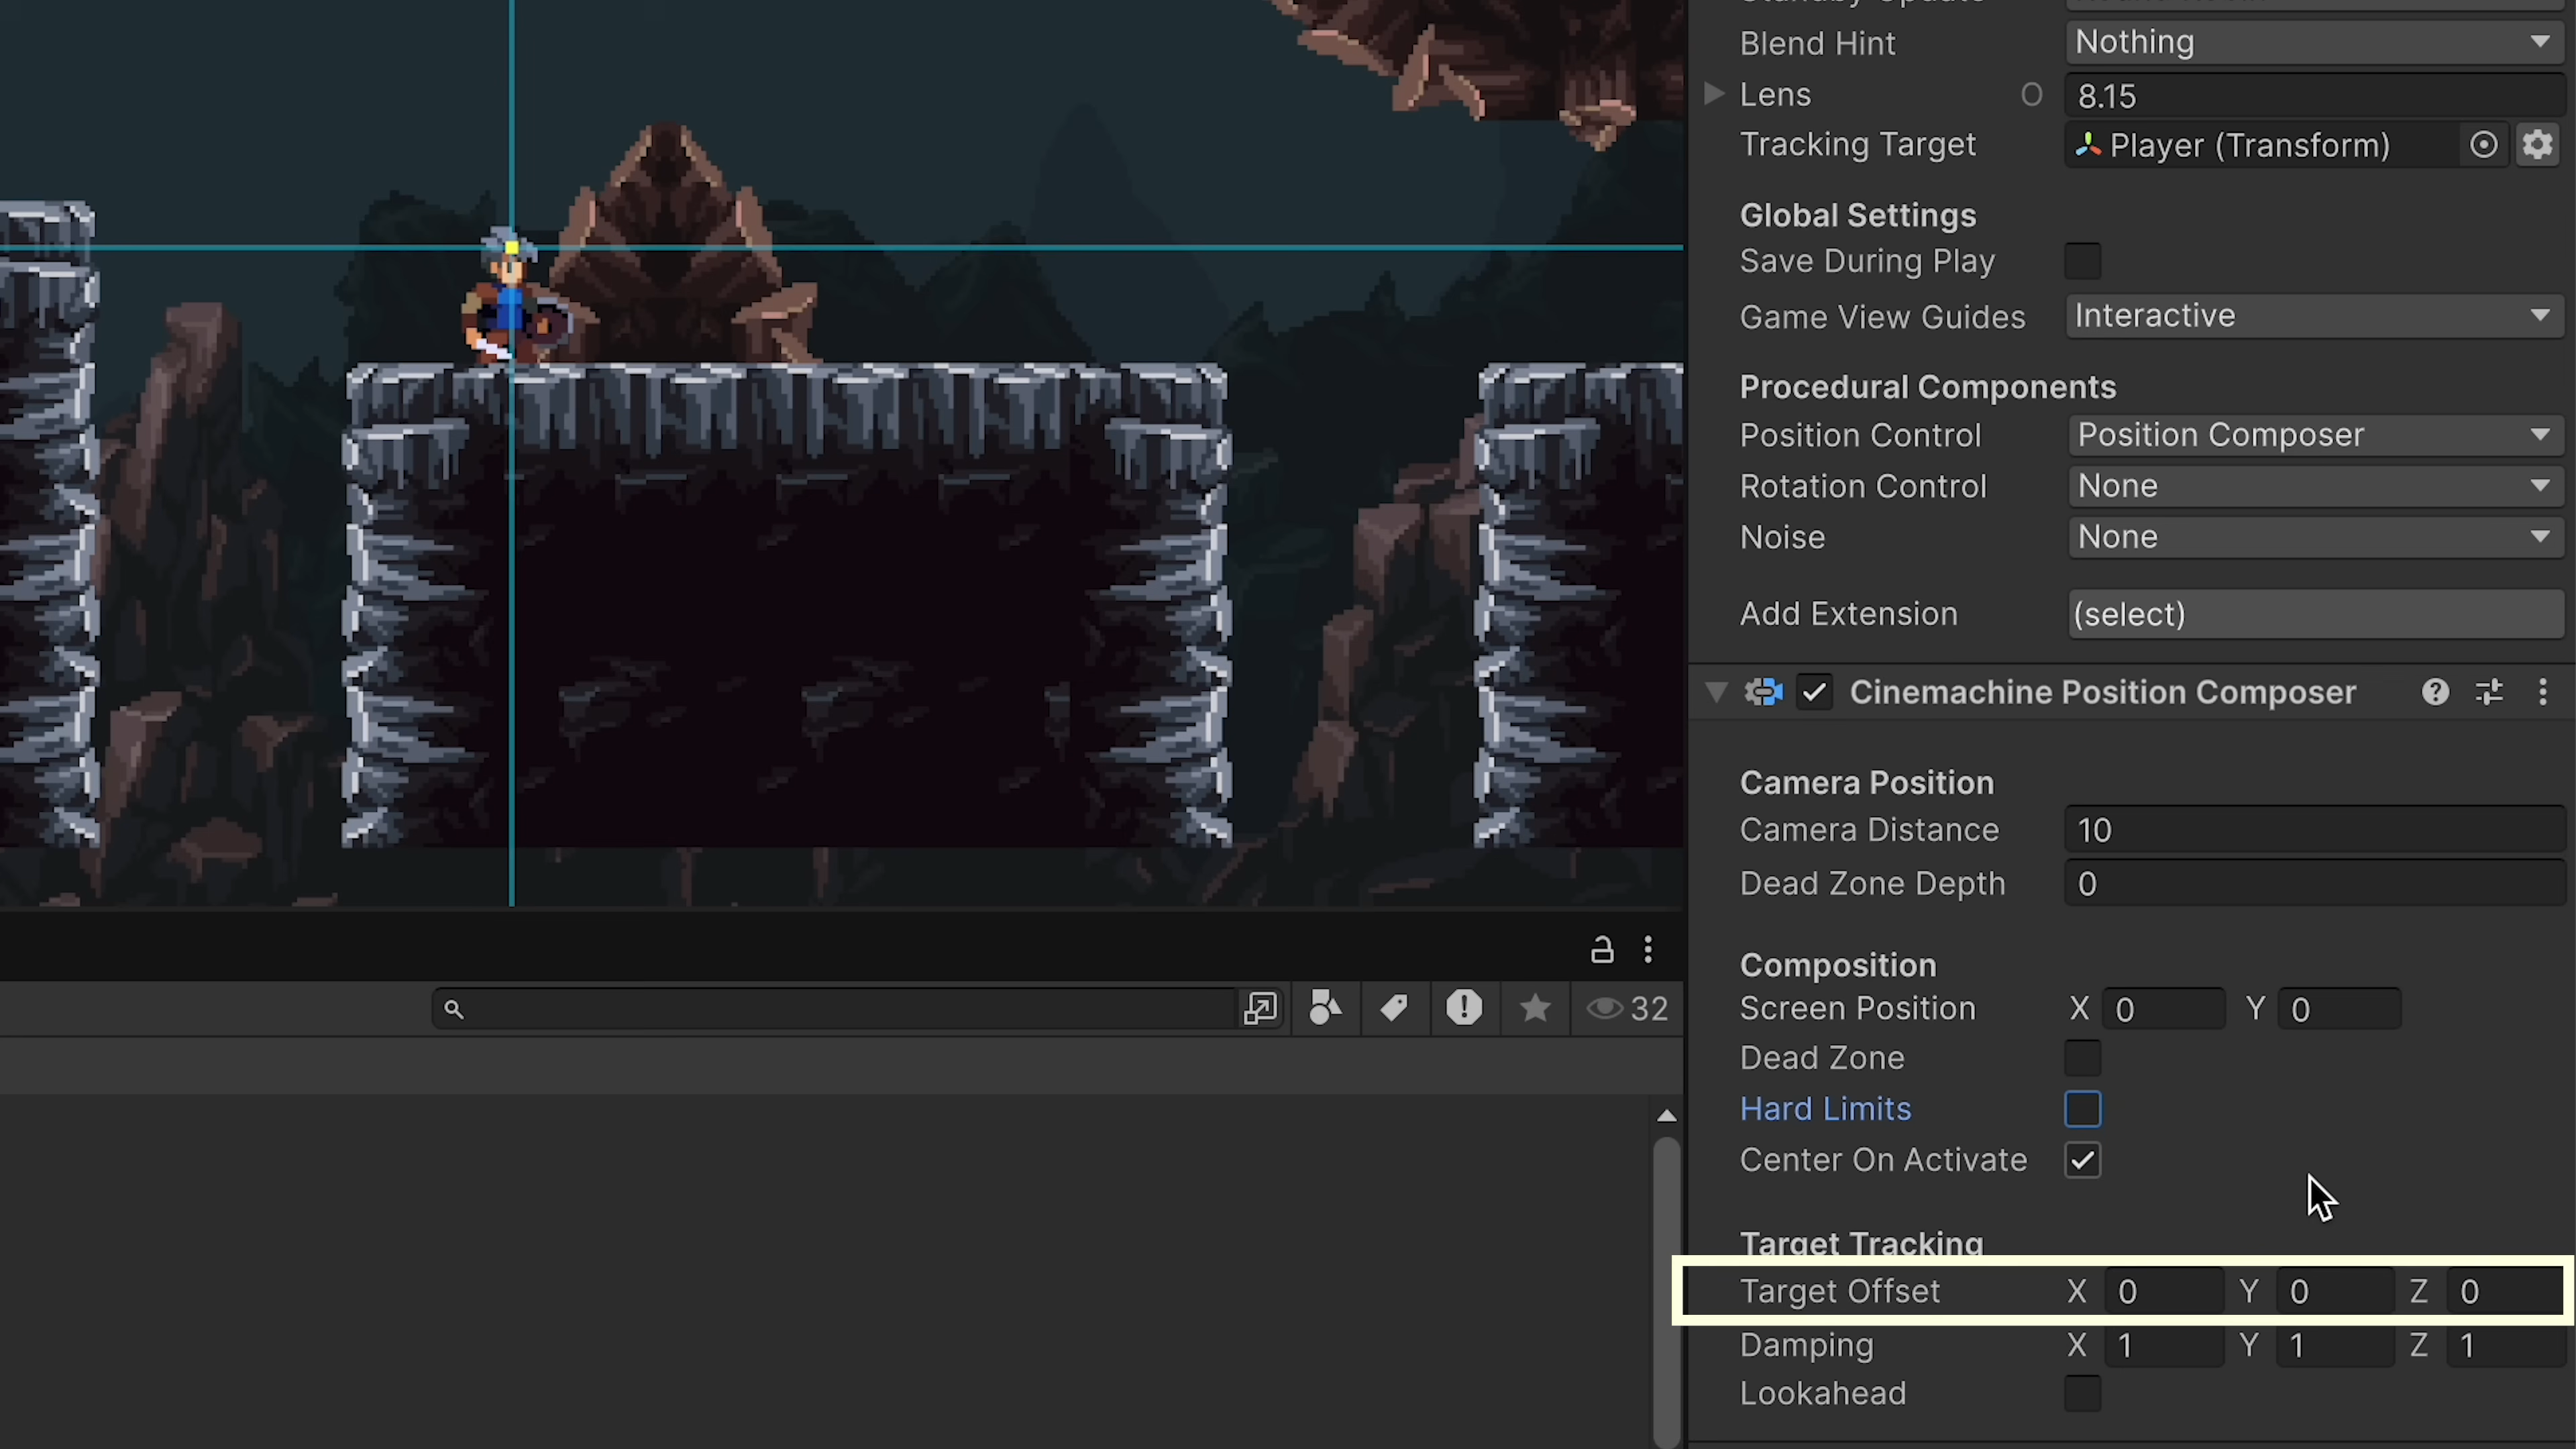 Blend Hint Nothing
Lens 8.15
Tracking Target Player (Transform)
Global Settings
Save During Play
Game View Guides Interactive
Procedural Components
Position Control Position Composer
Rotation Control None
Noise None
Add Extension (select)
Cinemachine Position Composer
Camera Position
Camera Distance 10
Dead Zone Depth 0
Composition
Screen Position X 0 Y 0
Dead Zone
Hard Limits
Center On Activate
Target Tracking
Target Offset X 0 Y 0 Z 0
Damping X 1 Y 1 Z 1
Lookahead
32